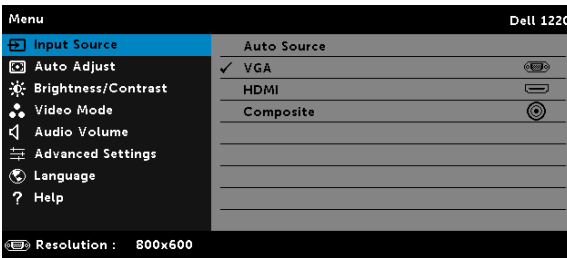 Menu Dell 1220
Input Source
Auto Source
Auto Adjust
✓ VGA
Brightness/Contrast
HDMI
Video Mode
Composite
Audio Volume
Advanced Settings
Language
? Help
Resolution : 800x600